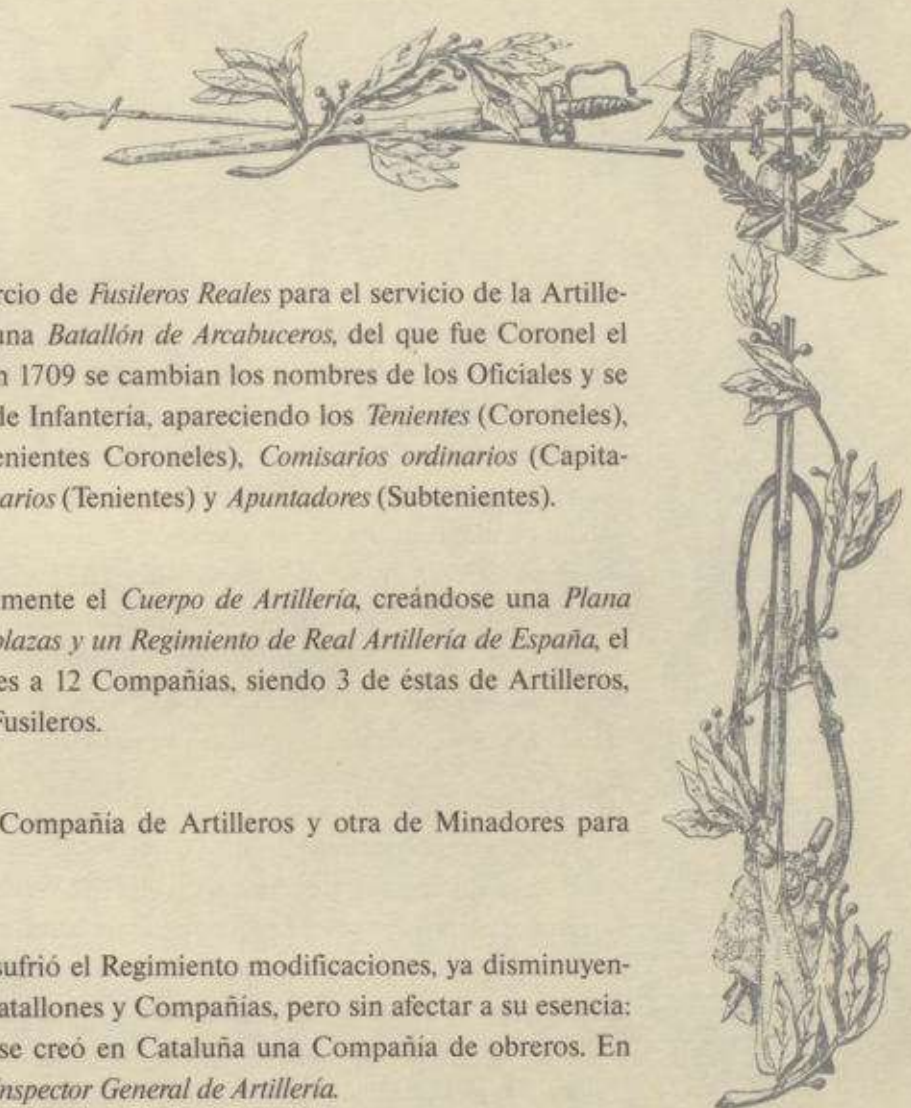 rcio de Fusileros Reales para el servicio de la Artille-
una Batallón de Arcabuceros, del que fue Coronel el
n 1709 se cambian los nombres de los Oficiales y se
de Infantería, apareciendo los Tenientes (Coroneles),
enientes Coroneles), Comisarios ordinarios (Capita-
arios (Tenientes) y Apuntadores (Subtenientes).
mente el Cuerpo de Artillería, creándose una Plana
plazas y un Regimiento de Real Artillería de España, el
es a 12 Compañías, siendo 3 de éstas de Artilleros,
Fusileros.
Compañía de Artilleros y otra de Minadores para
sufrió el Regimiento modificaciones, ya disminuyen-
atallones y Compañías, pero sin afectar a su esencia:
se creó en Cataluña una Compañía de obreros. En
Inspector General de Artillería.